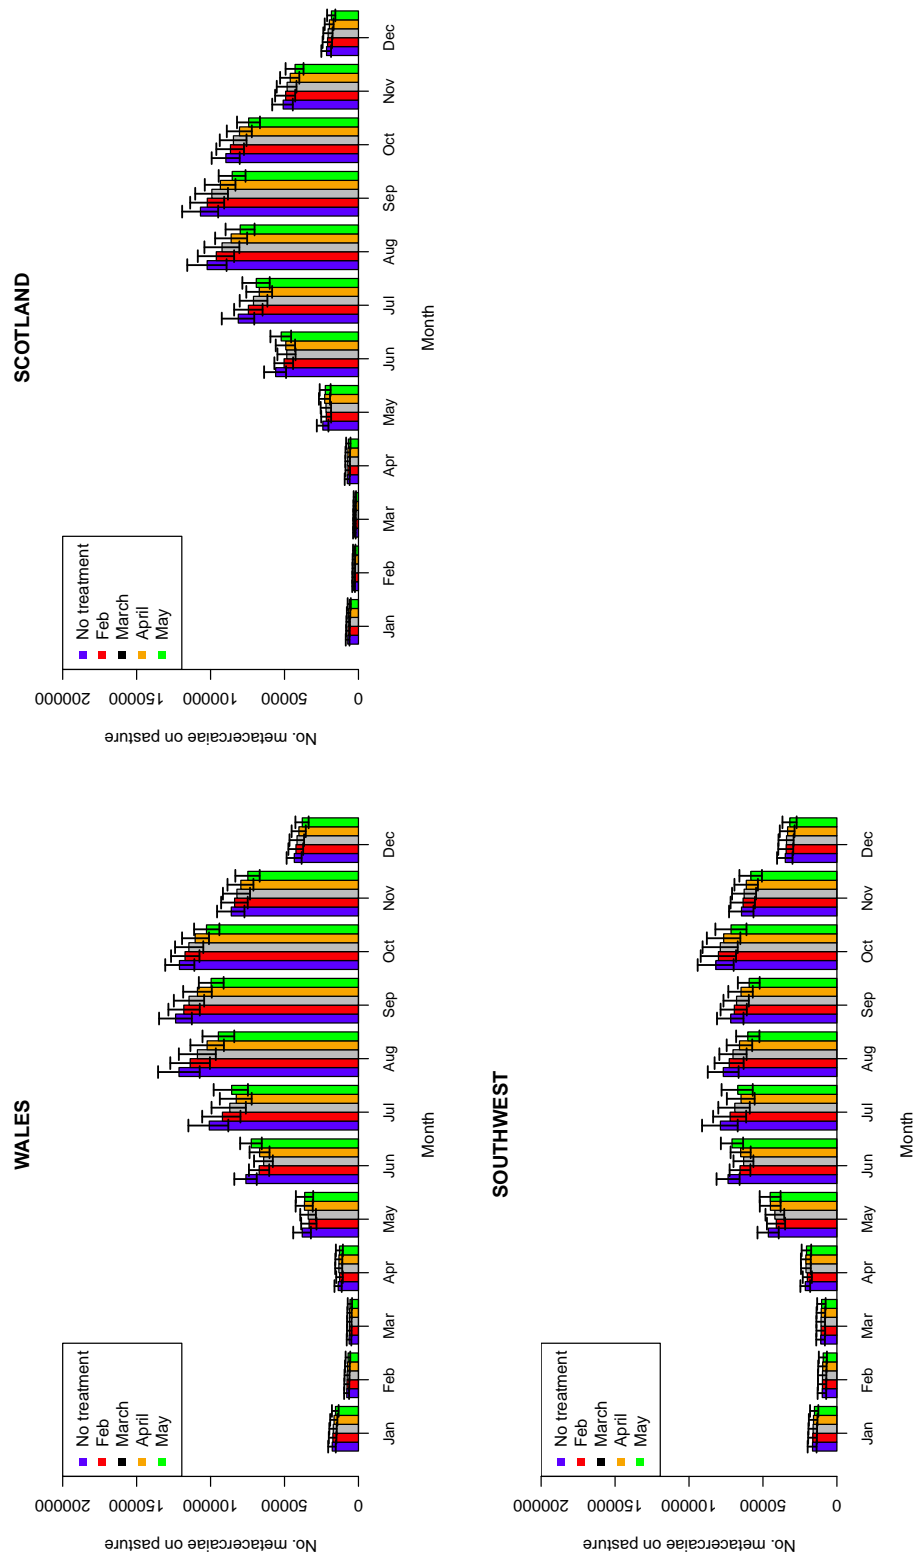 WALES
No. metacercaiae on pasture
0
50000
100000
150000
200000
No treatment
Feb
March
April
May
Jan
Feb
Mar
Apr
May
Jun
Jul
Aug
Sep
Oct
Nov
Dec
Month
SCOTLAND
No. metacercaiae on pasture
0
50000
100000
150000
200000
No treatment
Feb
March
April
May
Jan
Feb
Mar
Apr
May
Jun
Jul
Aug
Sep
Oct
Nov
Dec
Month
SOUTHWEST
No. metacercaiae on pasture
0
50000
100000
150000
200000
No treatment
Feb
March
April
May
Jan
Feb
Mar
Apr
May
Jun
Jul
Aug
Sep
Oct
Nov
Dec
Month